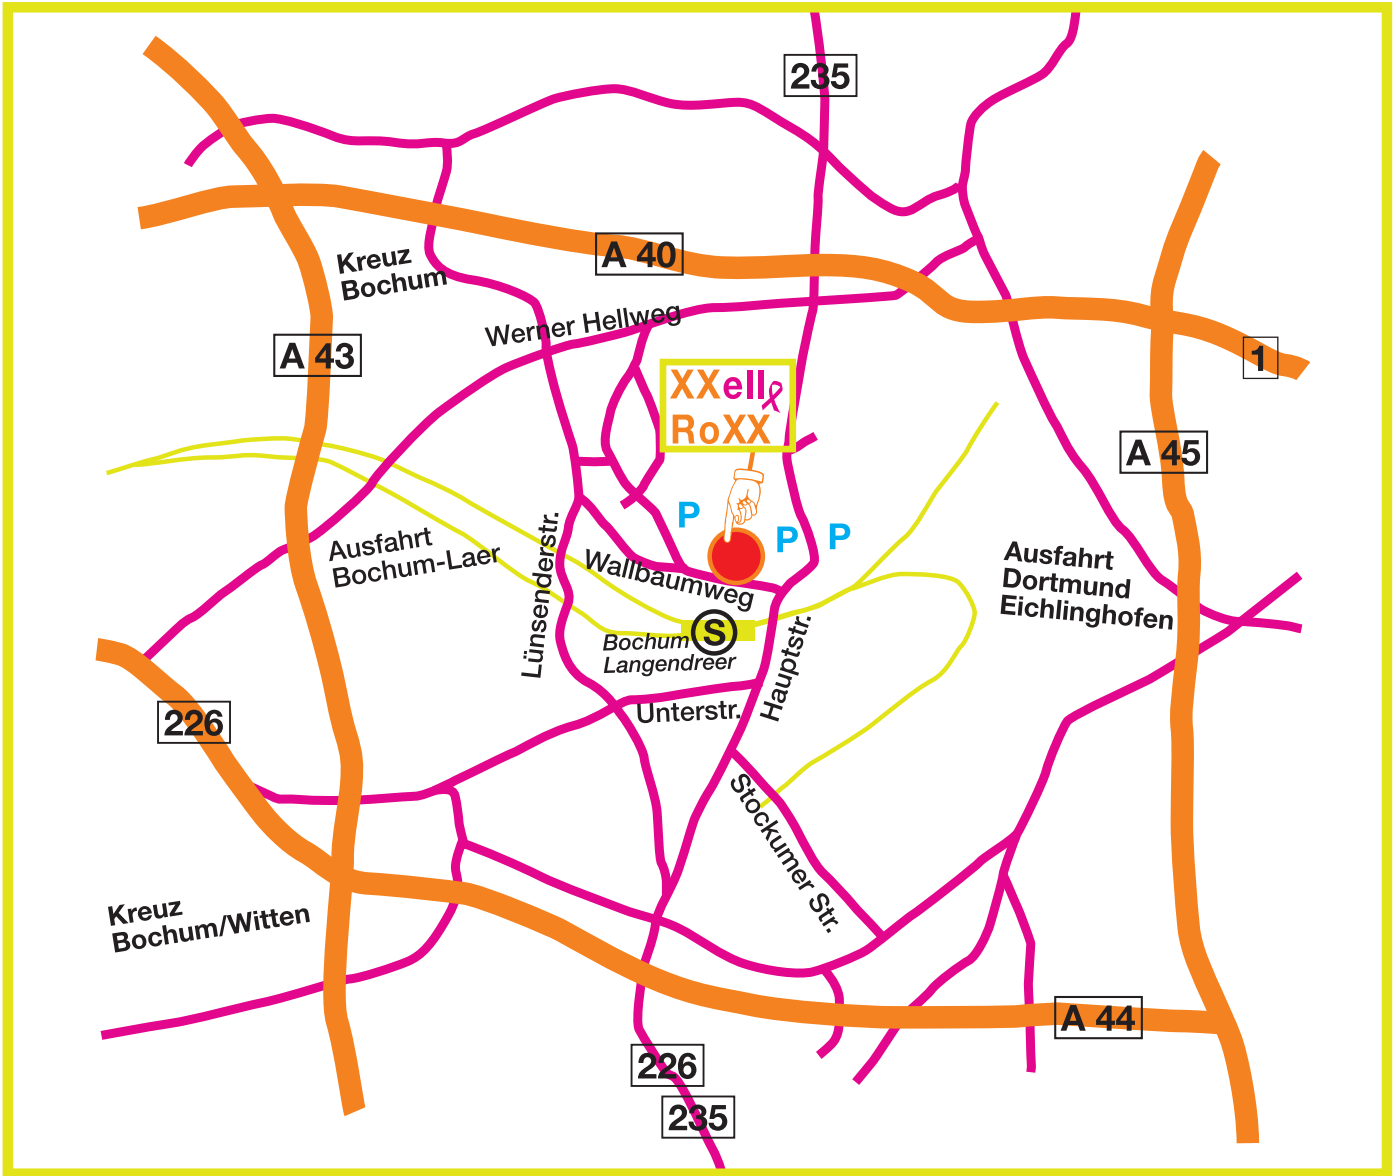 235
A 40
Kreuz
Bochum
Werner Hellweg
A 43
1
XXell
RoXX
A 45
P
P
P
Ausfahrt
Bochum-Laer
Lünsenderstr.
Wallbaumweg
Ausfahrt
Dortmund
Eichlinghofen
S
Bochum
Langendreer
Hauptstr.
Unterstr.
226
Stockumer Str.
Kreuz
Bochum/Witten
A 44
226
235